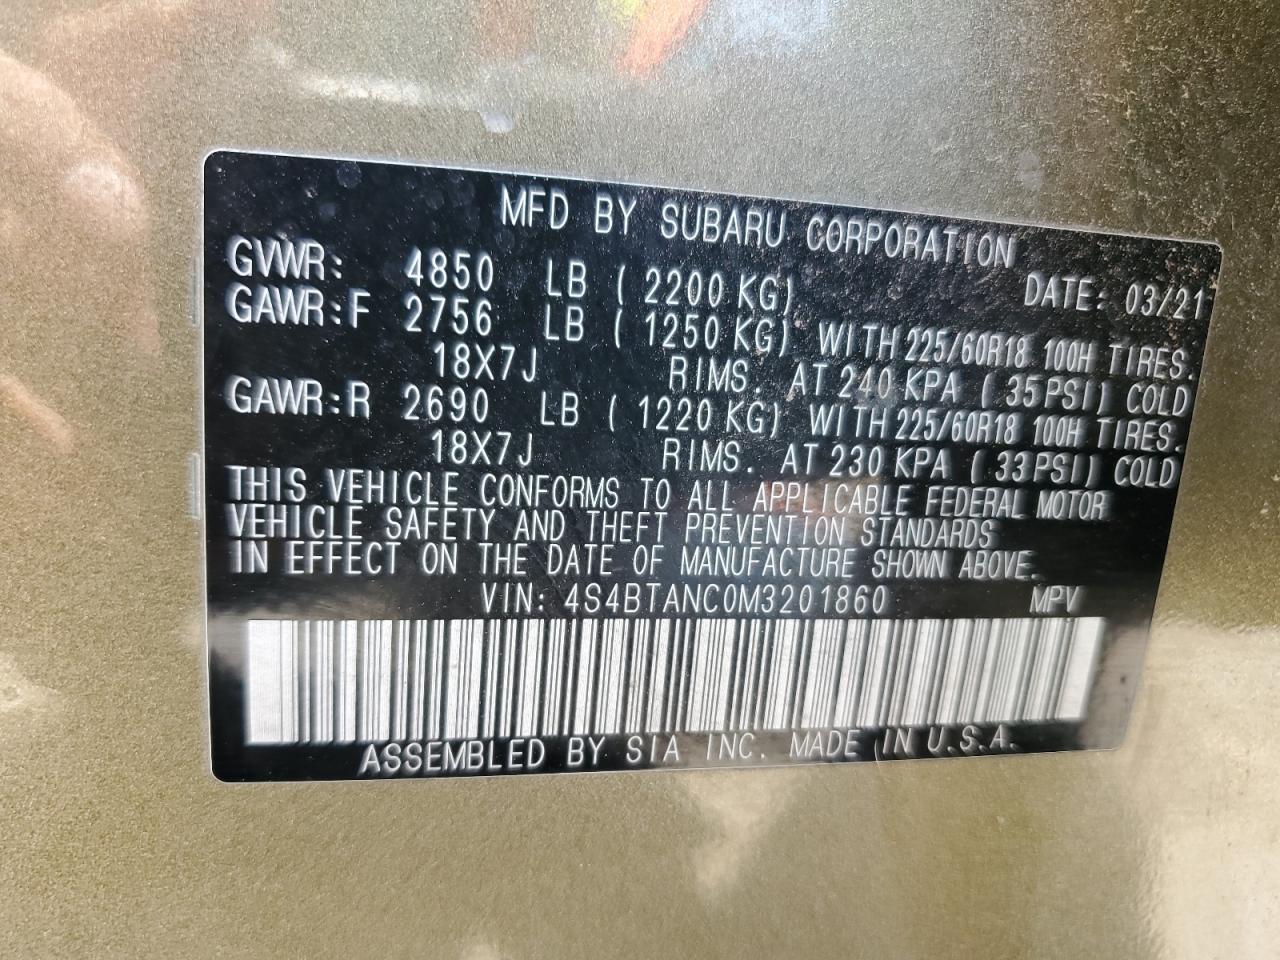 MFD BY SUBARU CORPORATION
GVWR: 4850 LB ( 2200 KG) DATE: 03/21
GAWR:F 2756 LB ( 1250 KG) WITH 225/60R18 100H TIRES.
18X7J RIMS. AT 240 KPA ( 35PSI) COLD
GAWR:R 2690 LB ( 1220 KG) WITH 225/60R18 100H TIRES.
18X7J RIMS. AT 230 KPA ( 33PSI) COLD
THIS VEHICLE CONFORMS TO ALL APPLICABLE FEDERAL MOTOR
VEHICLE SAFETY AND THEFT PREVENTION STANDARDS
IN EFFECT ON THE DATE OF MANUFACTURE SHOWN ABOVE.
VIN: 4S4BTANC0M3201860 MPV
ASSEMBLED BY SIA INC. MADE IN U.S.A.